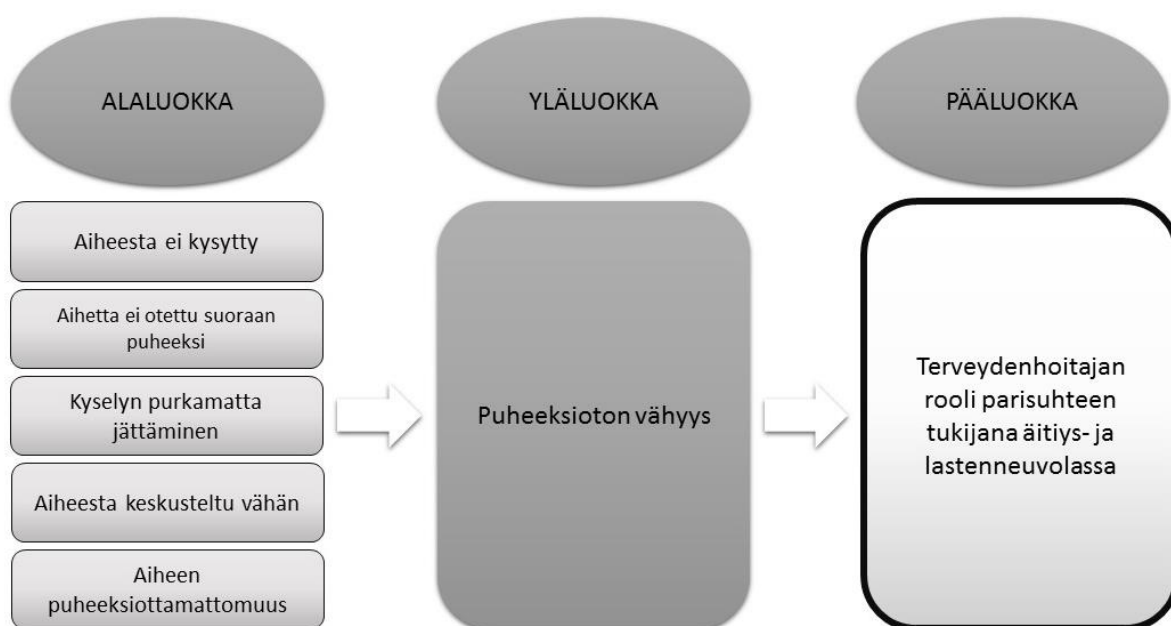 ALALUOKKA
YLÄLUOKKA
PÄÄLUOKKA
Aiheesta ei kysytty
Aihetta ei otettu suoraan
puheeksi
Kyselyn purkamatta
jättäminen
Aiheesta keskusteltu vähän
Aiheen
puheeksiottamattomuus
Puheeksioton vähyys
Terveydenhoitajan
rooli parisuhteen
tukijana äitiys- ja
lastenneuvolassa